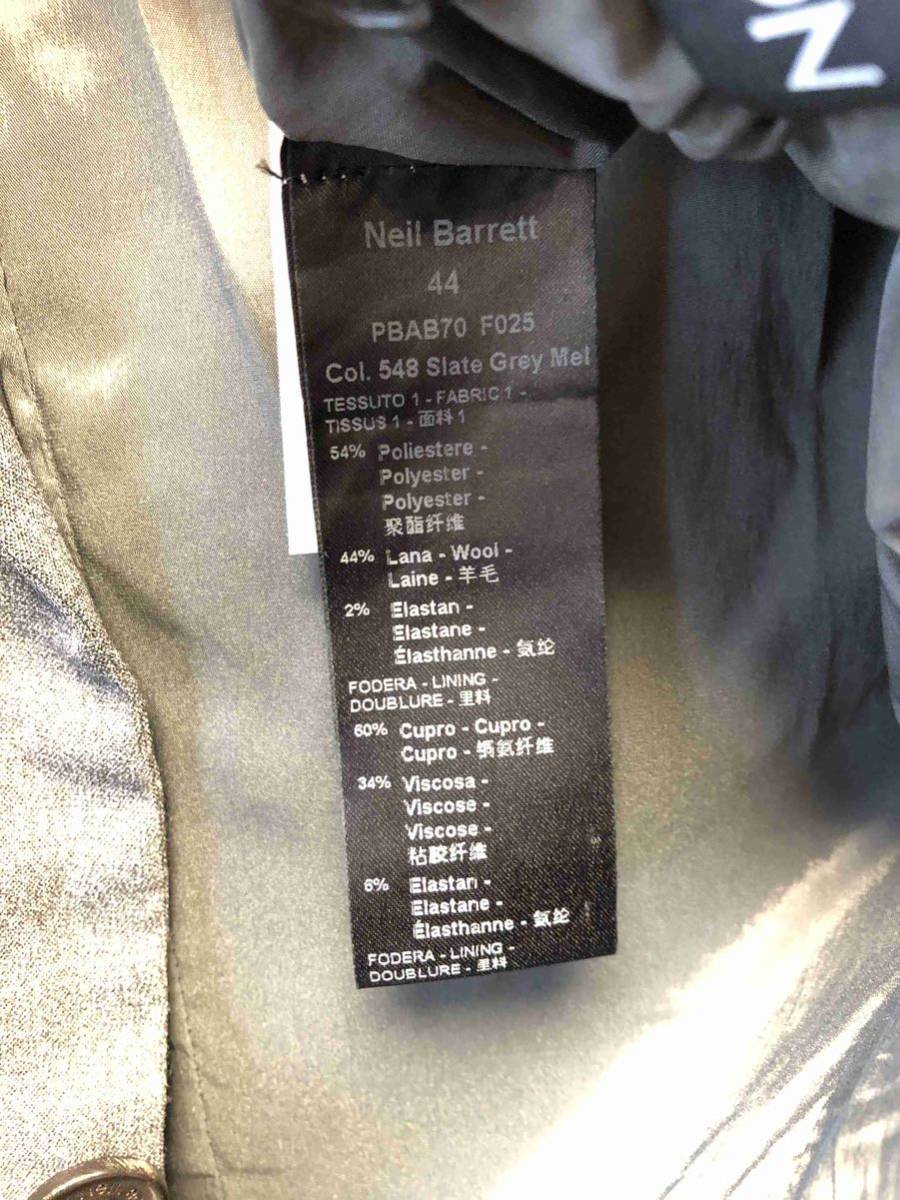 N
Neil Barrett
44
PBAB70 F025
Col. 548 Slate Grey Mel
TESSUTO 1 - FABRIC 1 -
TISSUS 1 - 面料 1
54% Poliestere -
Polyester -
Polyester -
聚酯纤维
44% Lana - Wool -
Laine - 羊毛
2% Elastan -
Elastane -
Élasthanne - 氨纶
FODERA - LINING -
DOUBLURE - 里料
60% Cupro - Cupro -
Cupro - 铜氨纤维
34% Viscosa -
Viscose -
Viscose -
粘胶纤维
6% Elastan -
Elastane -
Élasthanne - 氨纶
FODERA - LINING -
DOUBLURE - 里料